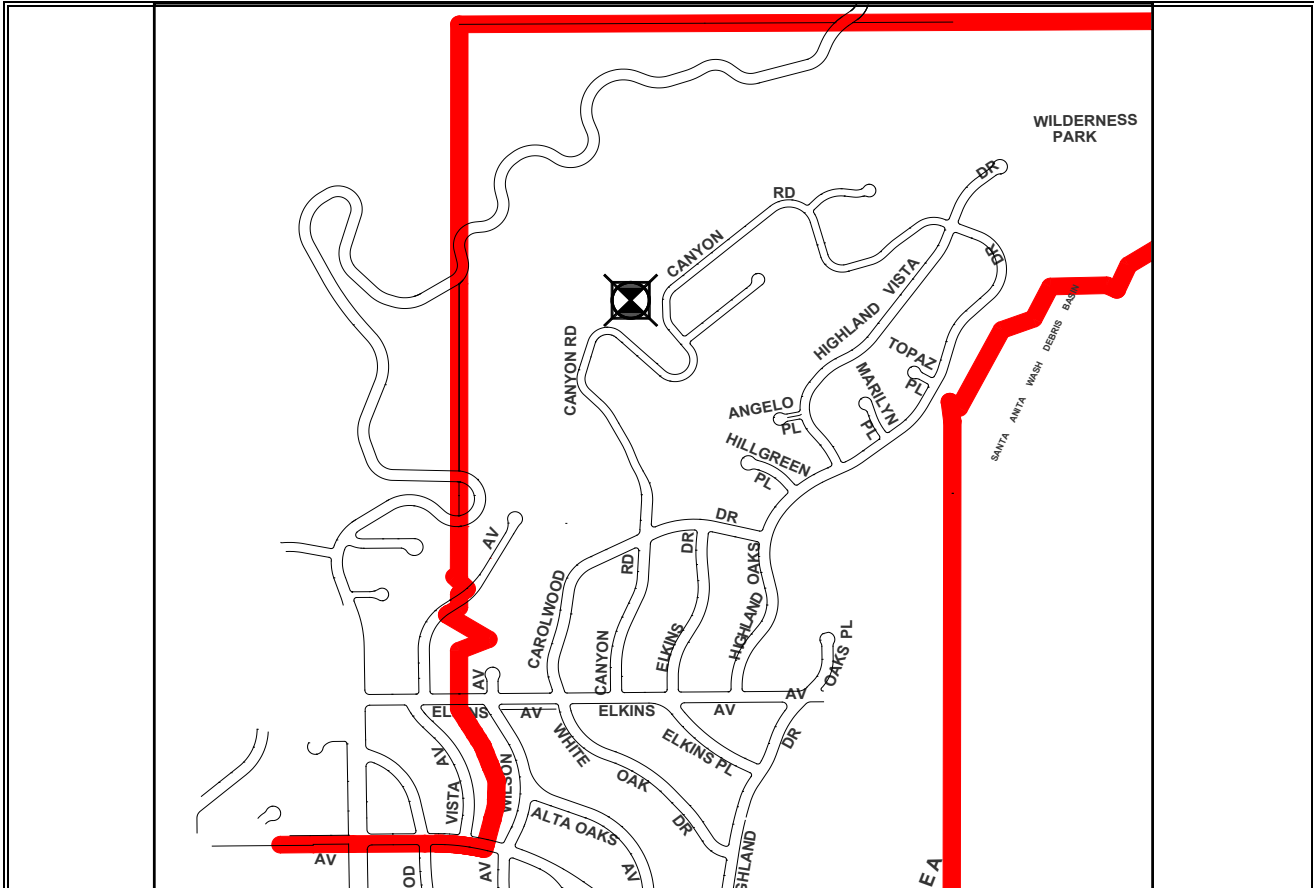 WILDERNESS
PARK
DR
RD
CANYON
DR
HIGHLAND VISTA
SANTA ANITA WASH DEBRIS BASIN
CANYON RD
TOPAZ
PL
MARILYN
PL
ANGELO
PL
HILLGREEN
PL
DR
AV
DR
RD
OAKS
HIGHLAND
CAROLWOOD
CANYON
ELKINS
OAKS PL
AV
AV
ELKINS
AV
ELKINS
AV
WHITE
OAK
DR
ELKINS PL
DR
AV
VISTA
WILSON
ALTA OAKS
AV
AV
AV